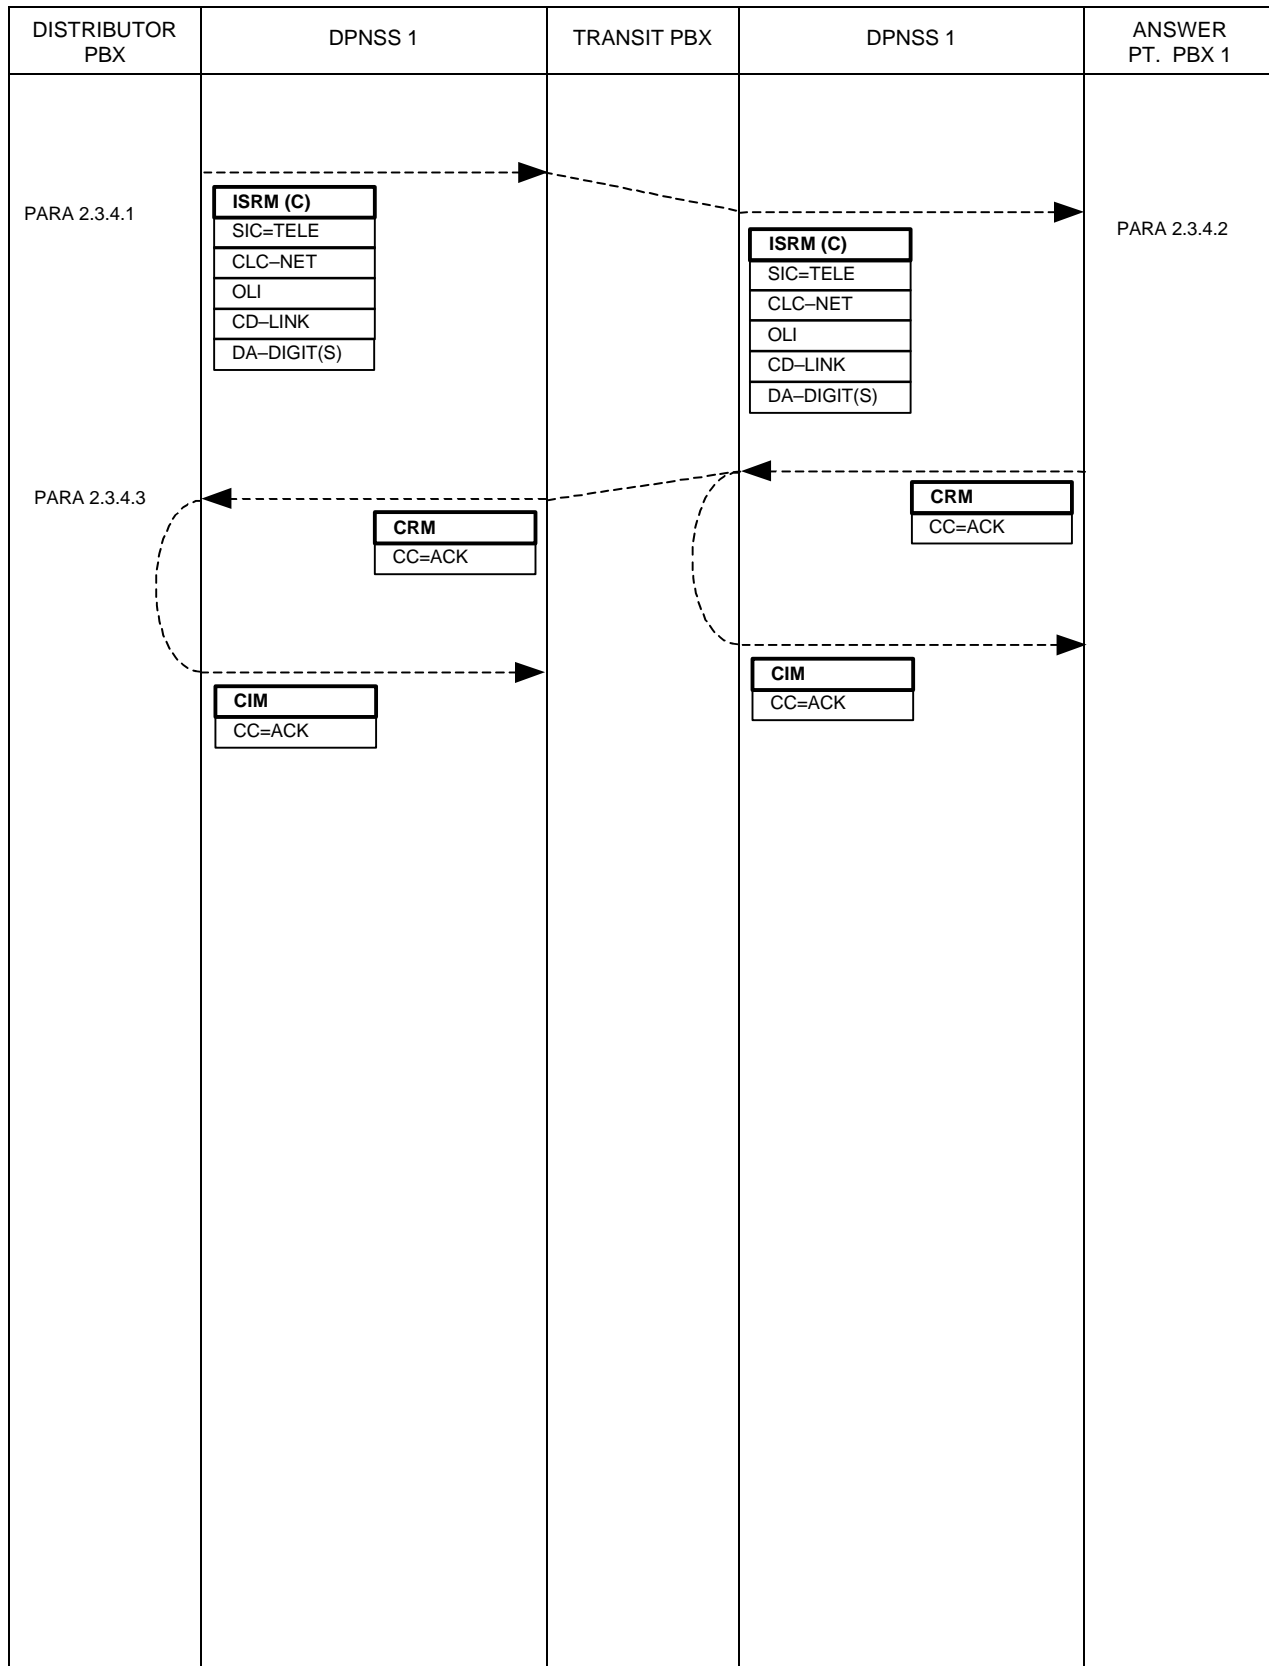 DISTRIBUTOR
PBX
DPNSS 1
TRANSIT PBX
DPNSS 1
ANSWER
PT. PBX 1
PARA 2.3.4.1
ISRM (C)
SIC=TELE
CLC–NET
OLI
CD–LINK
DA–DIGIT(S)
PARA 2.3.4.2
ISRM (C)
SIC=TELE
CLC–NET
OLI
CD–LINK
DA–DIGIT(S)
PARA 2.3.4.3
CRM
CC=ACK
CRM
CC=ACK
CIM
CC=ACK
CIM
CC=ACK